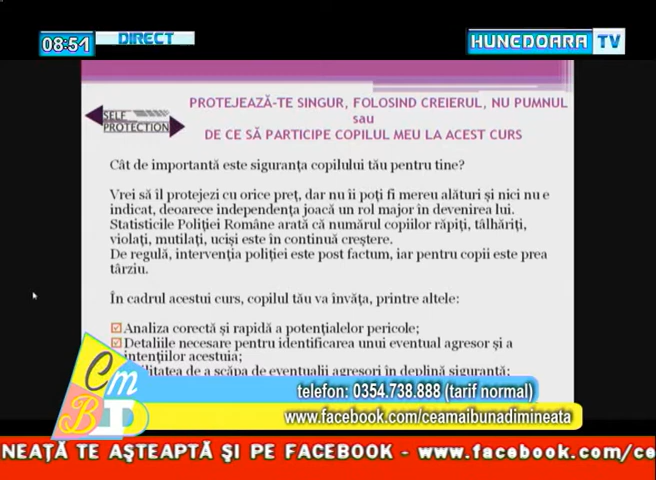 08:51
DIRECT
HUNEDOARA TV
PROTEJEAZĂ-TE SINGUR, FOLOSIND CREIERUL, NU PUMNUL
sau
DE CE SĂ PARTICIPE COPILUL MEU LA ACEST CURS
SELF
PROTECTION
Cât de importantă este siguranța copilului tău pentru tine?
Vrei să îl protejezi cu orice preț, dar nu îi poți fi mereu alături și nici nu e
indicat, deoarece independența joacă un rol major în devenirea lui.
Statisticile Poliției Române arată că numărul copiilor răpiți, tâlhăriți,
violați, mutilați, uciși este în continuă creștere.
De regulă, intervenția poliției este post factum, iar pentru copii este prea
târziu.
În cadrul acestui curs, copilul tău va învăța, printre altele:
Analiza corectă și rapidă a potențialelor pericole;
Detaliile necesare pentru identificarea unui eventual agresor și a
intențiilor acestuia;
de a scăpa de eventualii agresori în deplină siguranță;
CmBD
telefon: 0354.738.888 (tarif normal)
www.facebook.com/ceamaibunadimineata
NEAȚĂ TE AȘTEAPTĂ ȘI PE FACEBOOK - www.facebook.com/ce